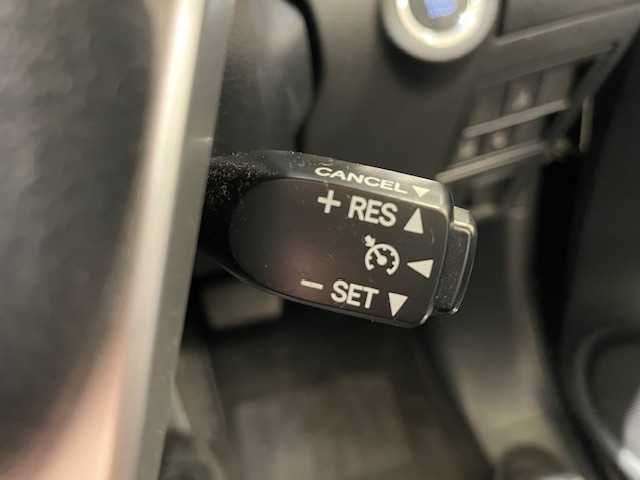 CANCEL ▼
+ RES ▲
◀
− SET ▼